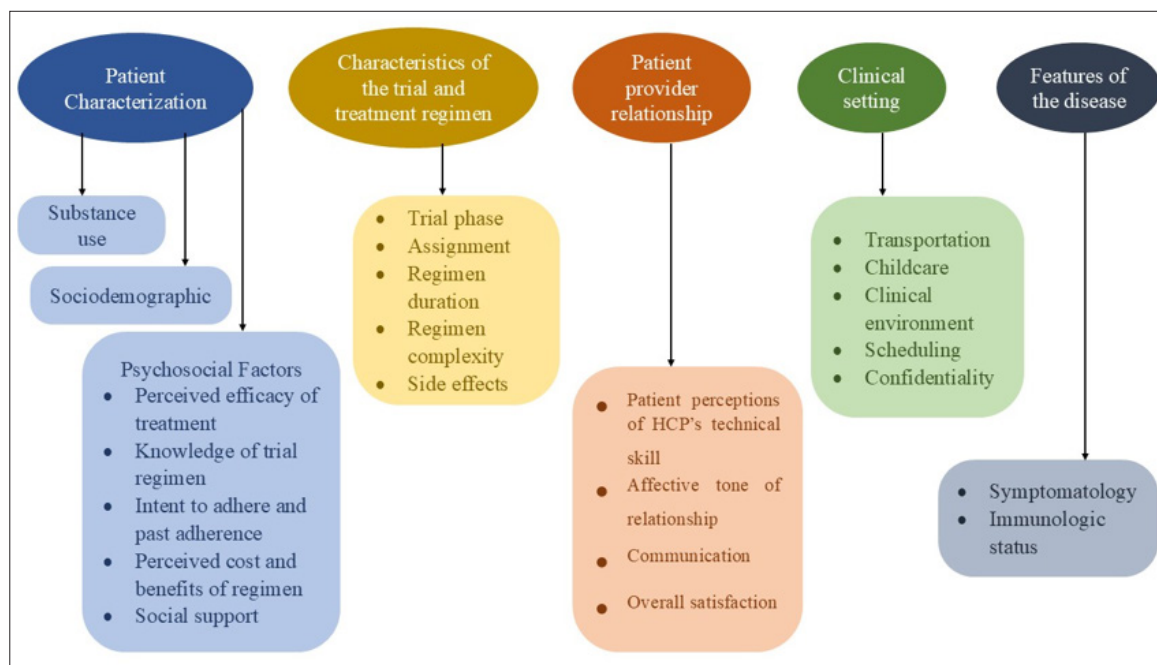 Patient
Characterization
Characteristics of
the trial and
treatment regimen
Patient
provider
relationship
Clinical
setting
Features of
the disease
Substance
use
Sociodemographic
Psychosocial Factors
• Perceived efficacy of
treatment
• Knowledge of trial
regimen
• Intent to adhere and
past adherence
• Perceived cost and
benefits of regimen
• Social support
• Trial phase
• Assignment
• Regimen
duration
• Regimen
complexity
• Side effects
• Patient perceptions
of HCP's technical
skill
• Affective tone of
relationship
• Communication
• Overall satisfaction
• Transportation
• Childcare
• Clinical
environment
• Scheduling
• Confidentiality
• Symptomatology
• Immunologic
status